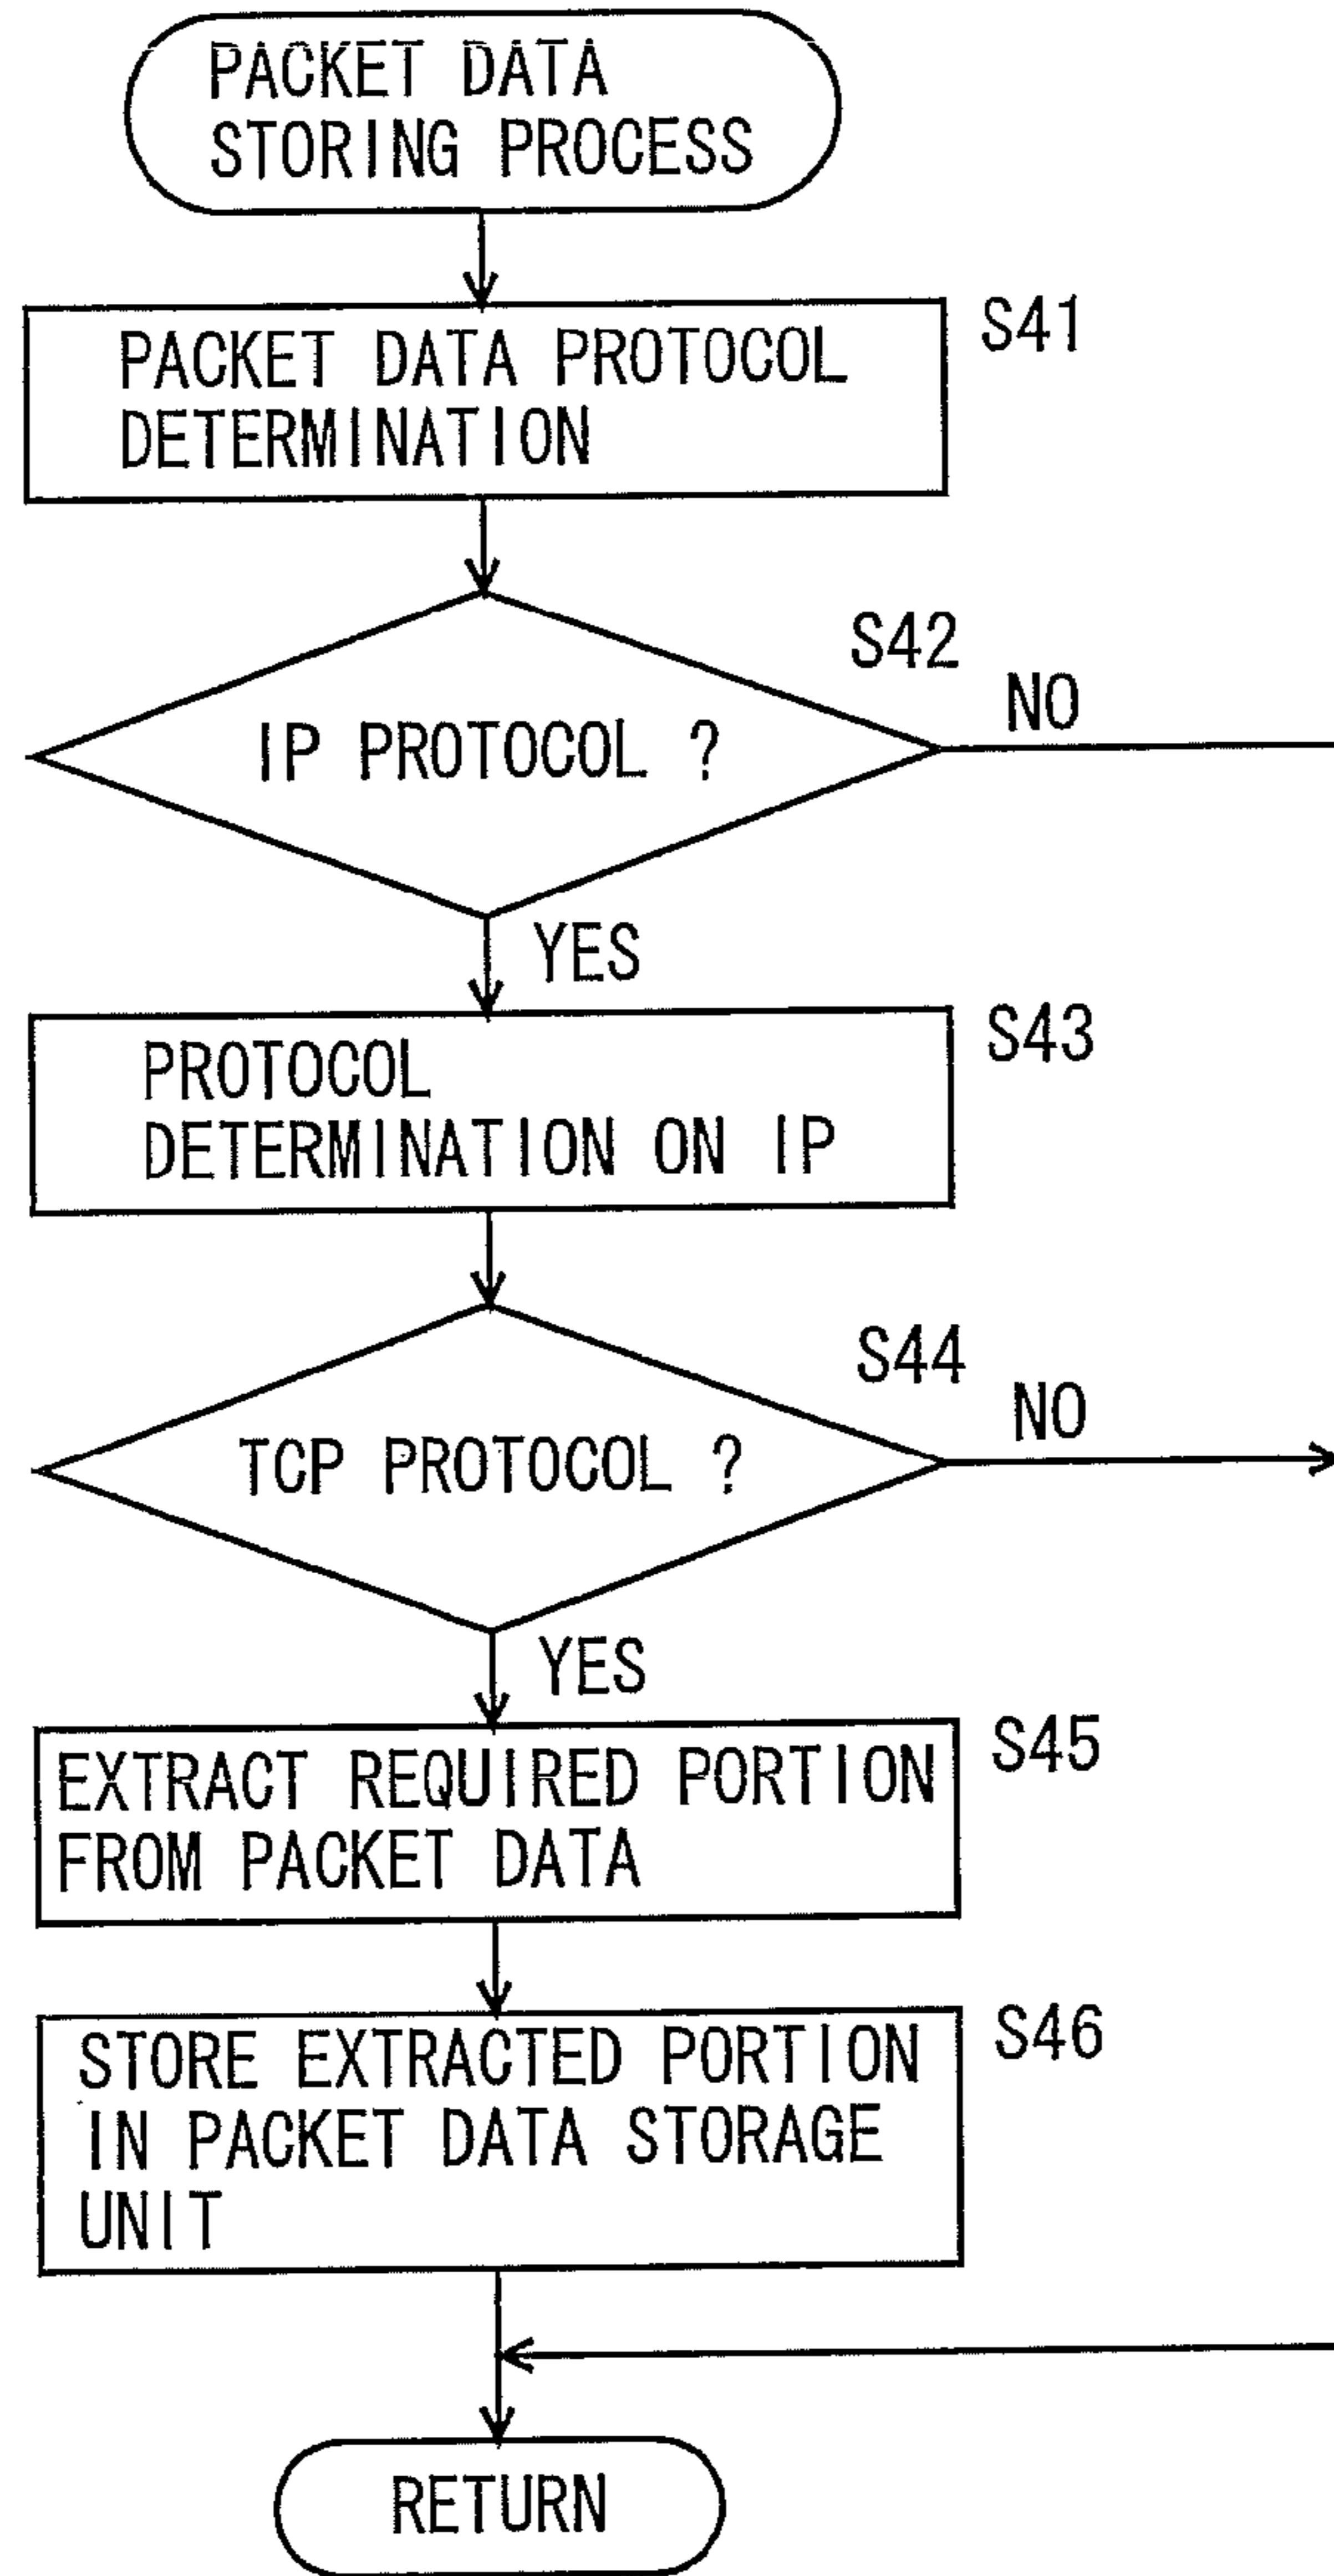 PACKET DATA
STORING PROCESS
S41
PACKET DATA PROTOCOL
DETERMINATION
S42
NO
IP PROTOCOL ?
YES
S43
PROTOCOL
DETERMINATION ON IP
S44
NO
TCP PROTOCOL ?
YES
S45
EXTRACT REQUIRED PORTION
FROM PACKET DATA
S46
STORE EXTRACTED PORTION
IN PACKET DATA STORAGE
UNIT
RETURN